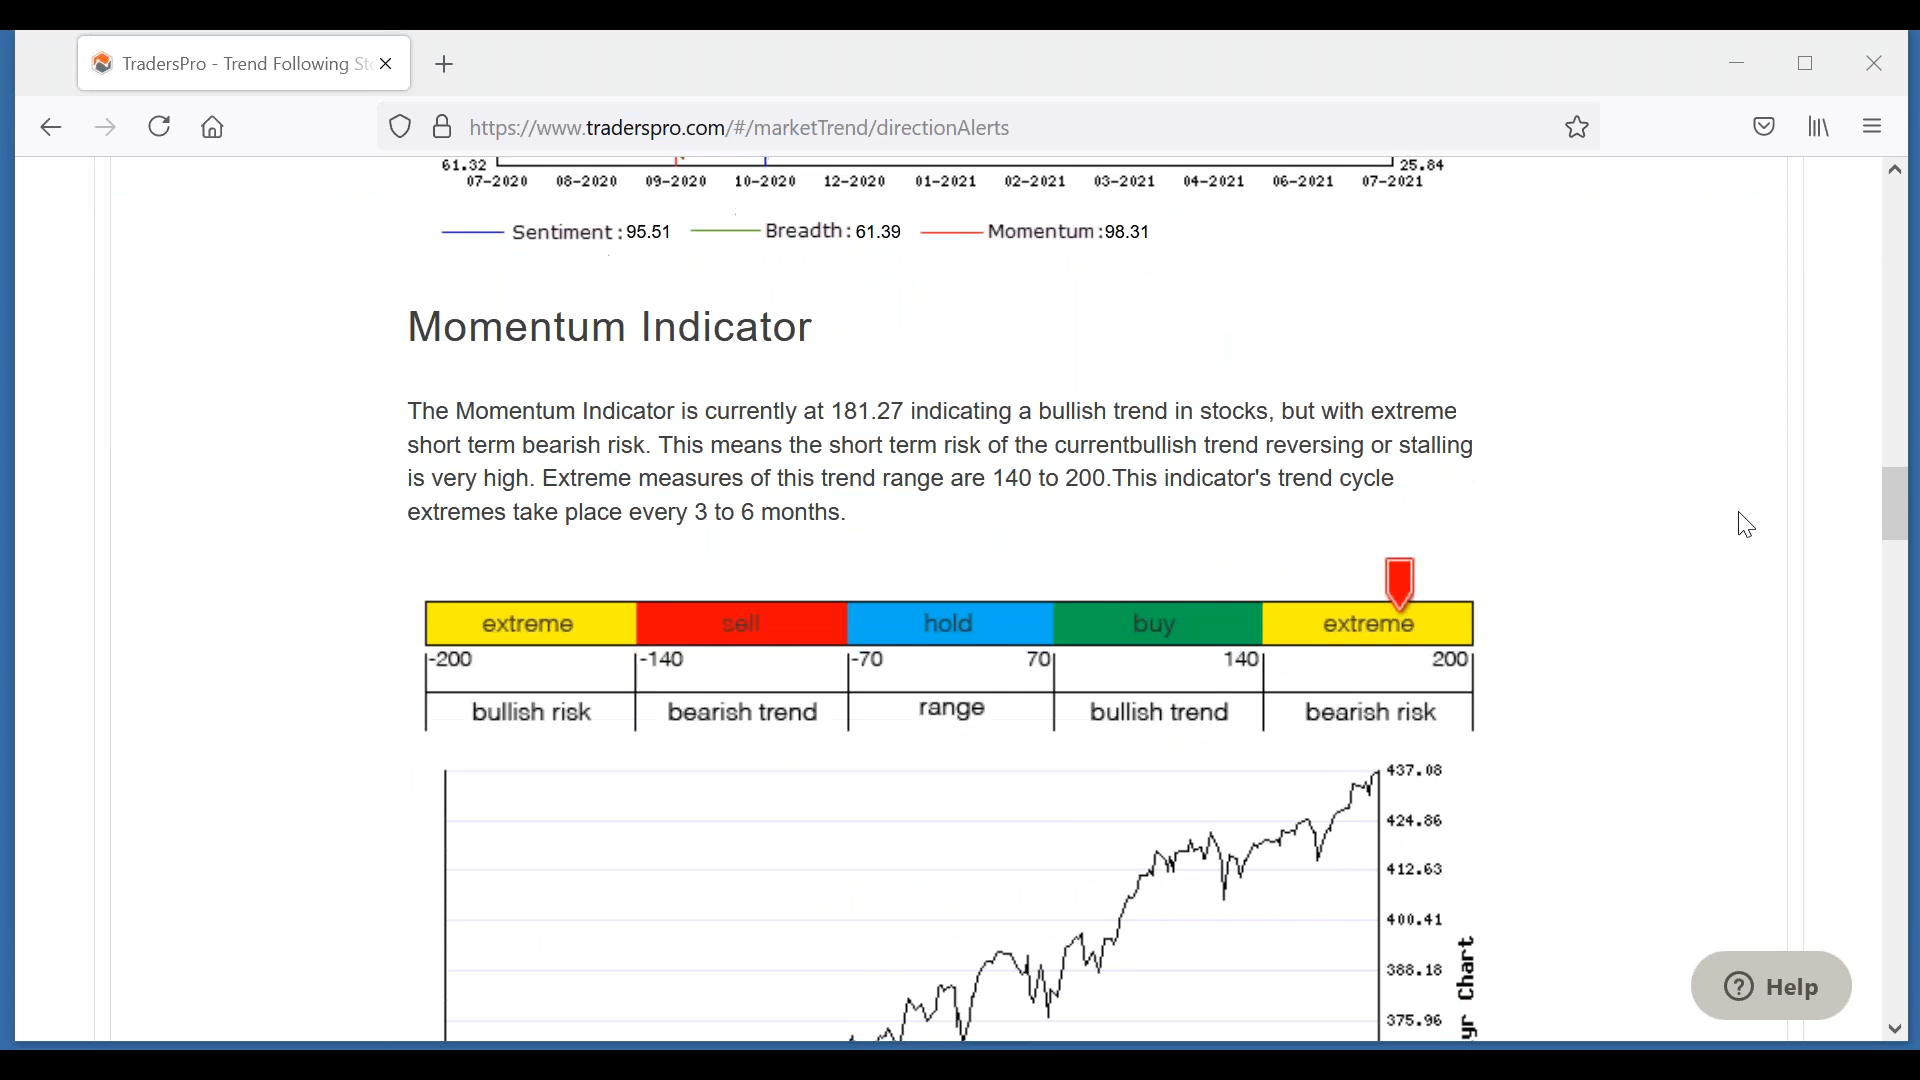 TradersPro - Trend Following Sto
https://www.traderspro.com/#/marketTrend/directionAlerts
61.32 25.84
07-2020 08-2020 09-2020 10-2020 12-2020 01-2021 02-2021 03-2021 04-2021 06-2021 07-2021
Sentiment : 95.51 Breadth : 61.39 Momentum : 98.31
Momentum Indicator
The Momentum Indicator is currently at 181.27 indicating a bullish trend in stocks, but with extreme
short term bearish risk. This means the short term risk of the currentbullish trend reversing or stalling
is very high. Extreme measures of this trend range are 140 to 200.This indicator's trend cycle
extremes take place every 3 to 6 months.
extreme sell hold buy extreme
-200 -140 -70 70 140 200
bullish risk bearish trend range bullish trend bearish risk
437.08
424.86
412.63
400.41
388.18
375.96
yr Chart
Help